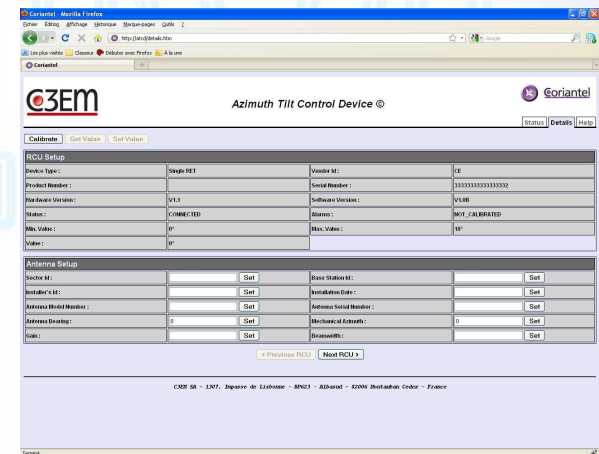 Coriantel - Mozilla Firefox
Fichier Édition Affichage Historique Marque-pages Outils ?
http://atcd/details.htm
Google
Les plus visités Classeur Débuter avec Firefox À la une
Coriantel
C3EM
Azimuth Tilt Control Device ©
Coriantel
Status Details Help
Calibrate Get Value Set Value
RCU Setup
Device Type : Single RET Vendor Id : CE
Product Number : Serial Number :
Hardware Version : V1.1 Software Version : V1.0B
Status : CONNECTED Alarms : NOT_CALIBRATED
Min. Value : 0° Max. Value : 10°
Value : 0°
Antenna Setup
Sector Id : Set Base Station Id : Set
Installer's Id : Set Installation Date : Set
Antenna Model Number : Set Antenna Serial Number : Set
Antenna Bearing : 0 Set Mechanical Azimuth : 0 Set
Gain : Set Beamwidth : Set
< Previous RCU Next RCU >
C3EM SA - 1307, Impasse de Lisbonne - BP623 - Albasud - 82006 Montauban Cedex - France
Terminé